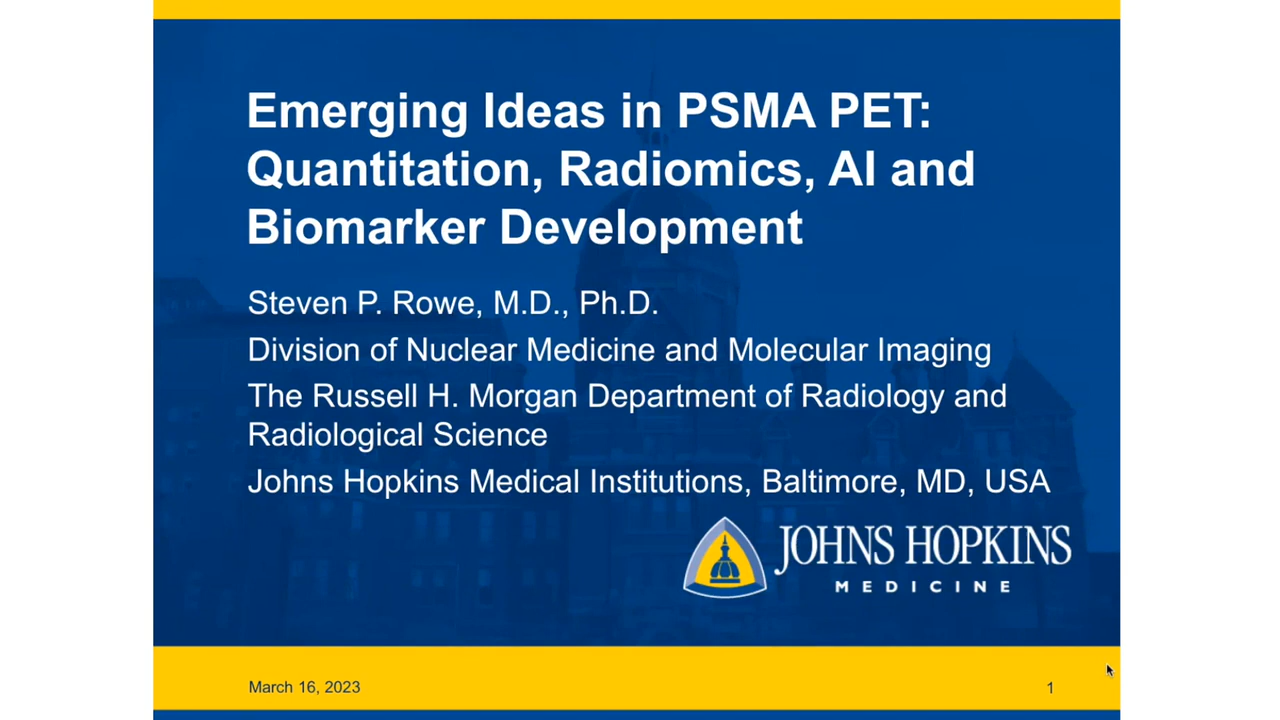 Emerging Ideas in PSMA PET:
Quantitation, Radiomics, AI and
Biomarker Development
Steven P. Rowe, M.D., Ph.D.
Division of Nuclear Medicine and Molecular Imaging
The Russell H. Morgan Department of Radiology and
Radiological Science
Johns Hopkins Medical Institutions, Baltimore, MD, USA
JOHNS HOPKINS
MEDICINE
March 16, 2023
1